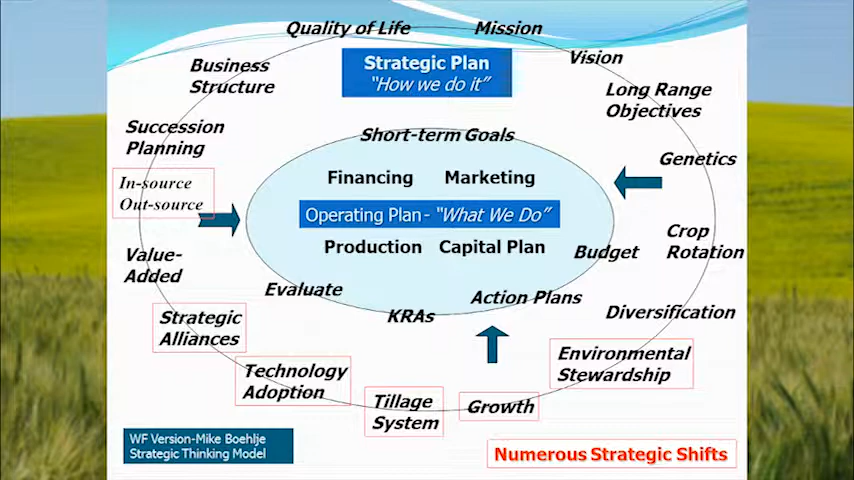 Quality of Life
Mission
Strategic Plan
"How we do it"
Vision
Business
Structure
Long Range
Objectives
Succession
Planning
Short-term Goals
Genetics
In-source
Out-source
Financing
Marketing
Operating Plan- "What We Do"
Production
Capital Plan
Budget
Crop
Rotation
Value-
Added
Evaluate
KRAs
Action Plans
Diversification
Strategic
Alliances
Environmental
Stewardship
Technology
Adoption
Tillage
System
Growth
WF Version-Mike Boehlje
Strategic Thinking Model
Numerous Strategic Shifts